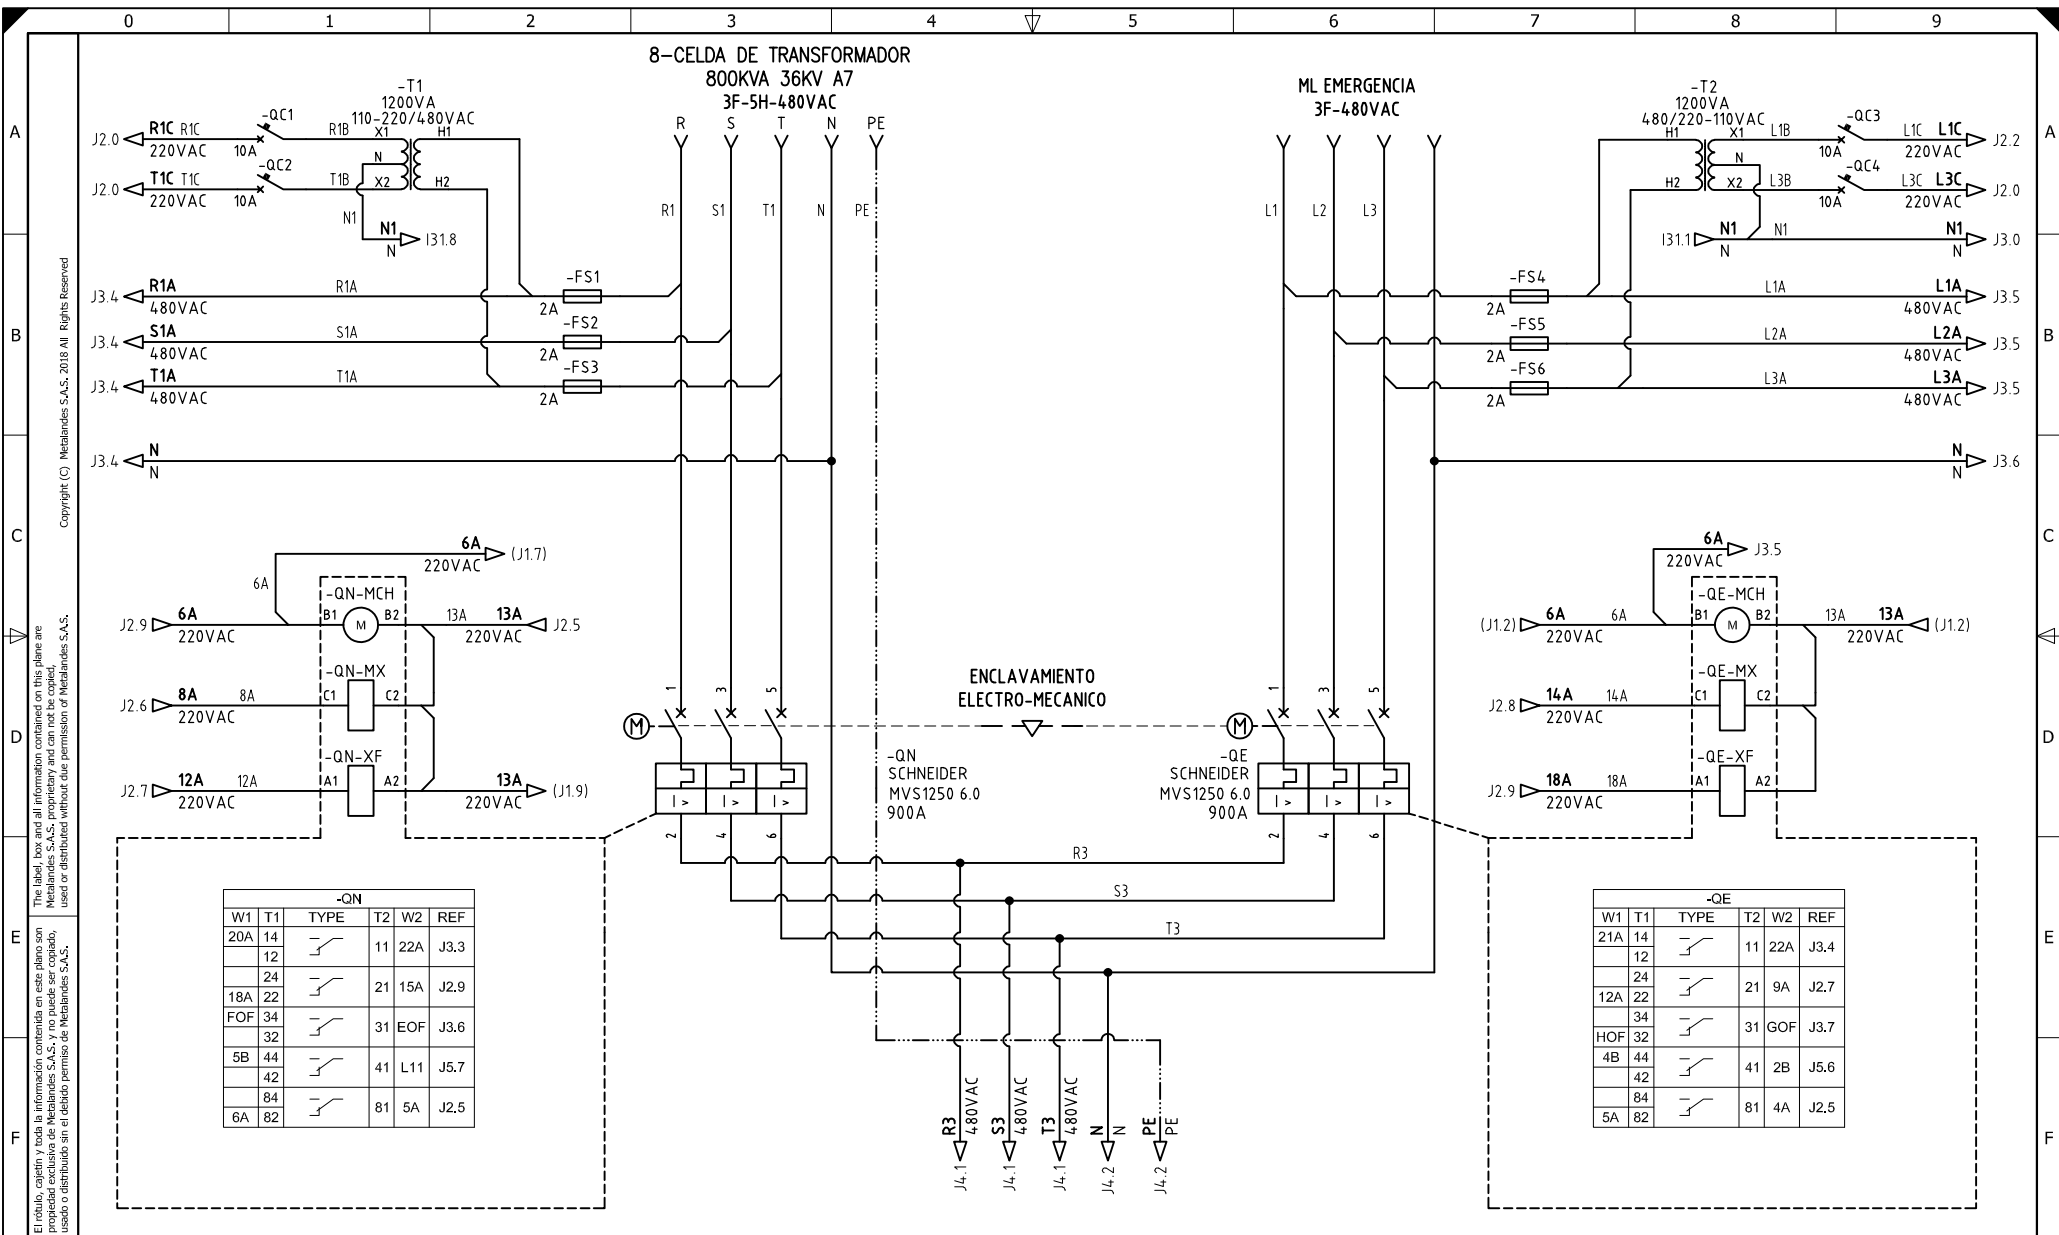 0 1 2 3 4 5 6 7 8 9
A
B
C
D
E
F
A
B
C
D
E
F
Copyright (C) Metalandes S.A.S. 2018 All Rights Reserved
The label, box and all information contained on this plane are
Metalandes S.A.S. proprietary and can not be copied,
used or distributed without due permission of Metalandes S.A.S.
El rótulo, cajetín y toda la información contenida en este plano son
propiedad exclusiva de Metalandes S.A.S. y no puede ser copiado,
usado o distribuido sin el debido permiso de Metalandes S.A.S.
8-CELDA DE TRANSFORMADOR
800KVA 36KV A7
3F-5H-480VAC
R S T N PE
R1 S1 T1 N PE
ML EMERGENCIA
3F-480VAC
L1 L2 L3
-T1
1200VA
110-220/480VAC
X1 H1
N
X2 H2
J2.0 R1C R1C -QC1 R1B
220VAC 10A
J2.0 T1C T1C -QC2 T1B
220VAC 10A
N1
N1 I31.8
N
J3.4 R1A R1A -FS1
480VAC 2A
J3.4 S1A S1A -FS2
480VAC 2A
J3.4 T1A T1A -FS3
480VAC 2A
J3.4 N
N
-T2
1200VA
480/220-110VAC
H1 X1
N
H2 X2
L1B -QC3 L1C L1C J2.2
10A 220VAC
L3B -QC4 L3C L3C J2.0
10A 220VAC
I31.1 N1 N1 N1 J3.0
N N
-FS4 L1A L1A J3.5
2A 480VAC
-FS5 L2A L2A J3.5
2A 480VAC
-FS6 L3A L3A J3.5
2A 480VAC
N J3.6
N
6A (J1.7)
220VAC
6A
-QN-MCH
J2.9 6A B1 M B2 13A 13A J2.5
220VAC 220VAC
-QN-MX
J2.6 8A 8A C1 C2
220VAC
-QN-XF
J2.7 12A 12A A1 A2 13A (J1.9)
220VAC 220VAC
ENCLAVAMIENTO
ELECTRO-MECANICO
M 1 3 5
I > I > I >
2 4 6
-QN
SCHNEIDER
MVS1250 6.0
900A
M 1 3 5
I > I > I >
2 4 6
-QE
SCHNEIDER
MVS1250 6.0
900A
6A J3.5
220VAC
-QE-MCH
(J1.2) 6A 6A B1 M B2 13A 13A (J1.2)
220VAC 220VAC
-QE-MX
J2.8 14A 14A C1 C2
220VAC
-QE-XF
J2.9 18A 18A A1 A2
220VAC
R3
S3
T3
-QN
W1 T1 TYPE T2 W2 REF
20A 14 11 22A J3.3
12
24 21 15A J2.9
18A 22
FOF 34 31 EOF J3.6
32
5B 44 41 L11 J5.7
42
84 81 5A J2.5
6A 82
-QE
W1 T1 TYPE T2 W2 REF
21A 14 11 22A J3.4
12
24 21 9A J2.7
12A 22
34 31 GOF J3.7
HOF 32
4B 44 41 2B J5.6
42
84 81 4A J2.5
5A 82
R3 480VAC J4.1
S3 480VAC J4.1
T3 480VAC J4.1
N N J4.2
PE PE J4.2